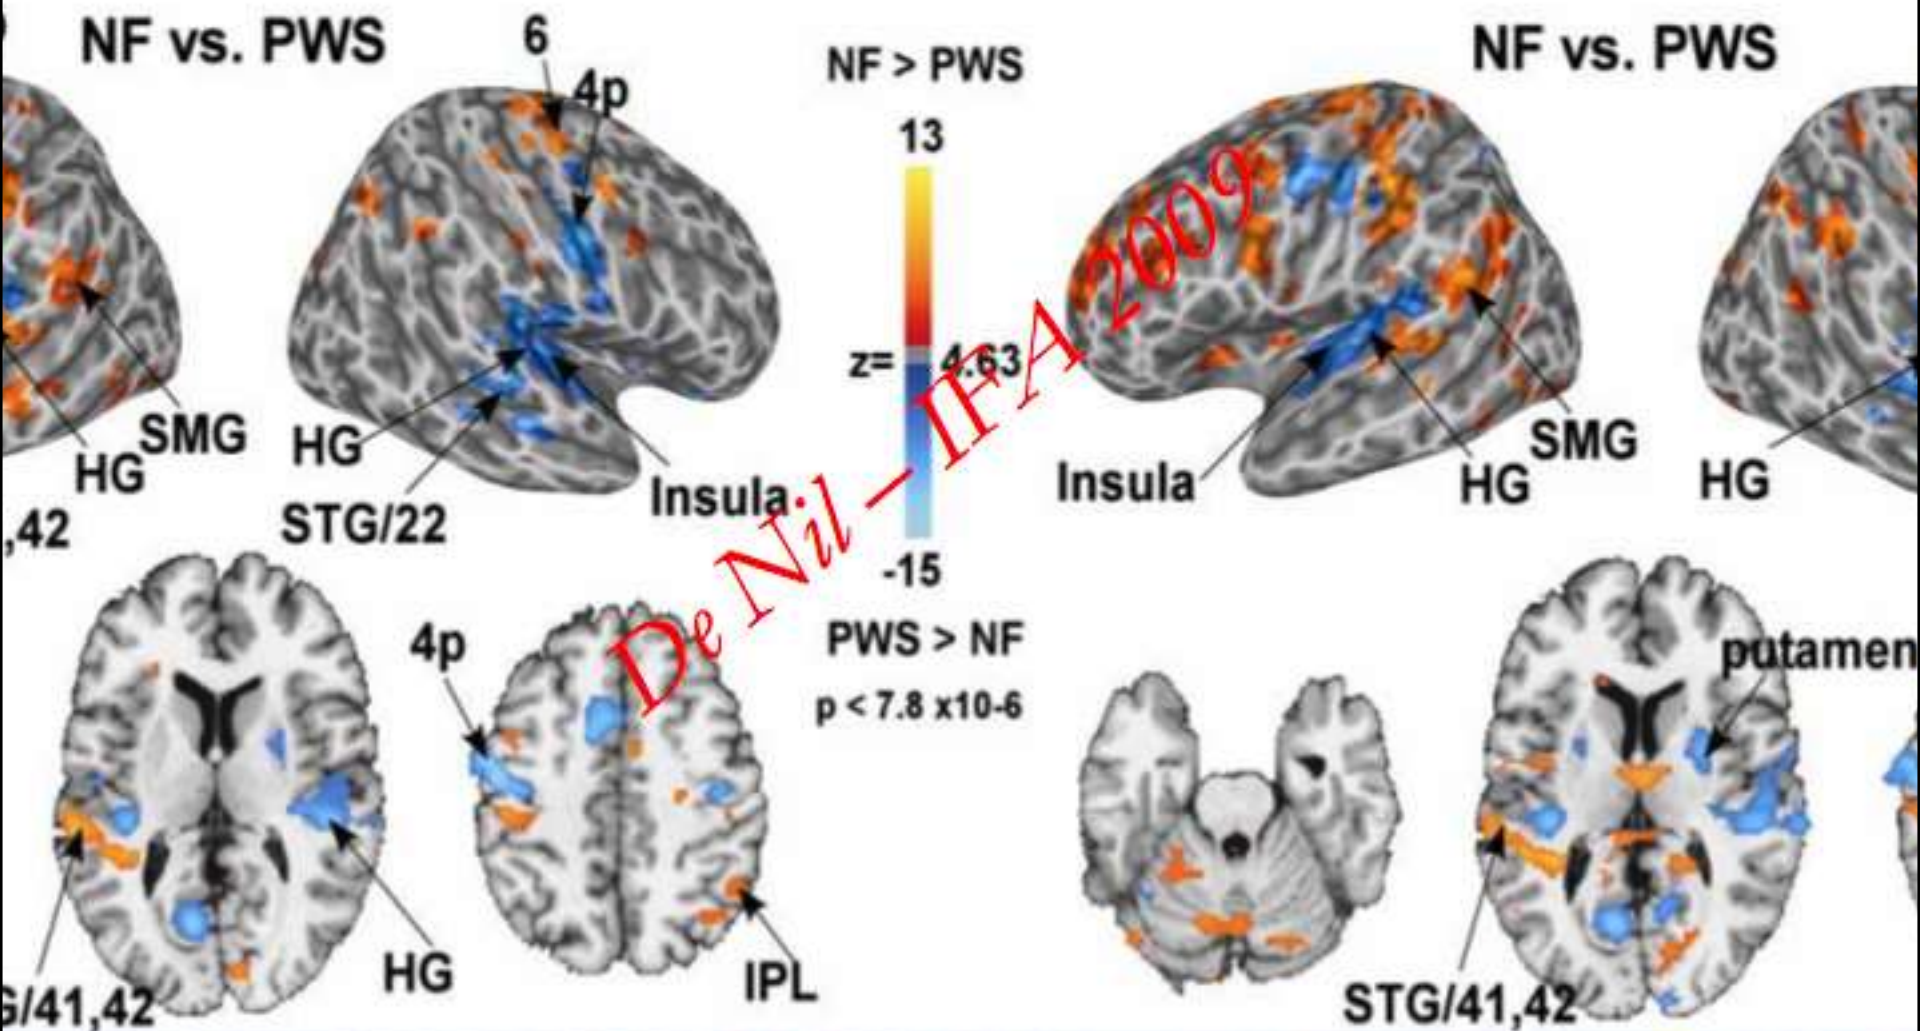 NF vs. PWS
6
4p
NF > PWS
NF vs. PWS
13
z= 4.63
SMG
HG
HG
STG/22
Insula
,42
-15
PWS > NF
p < 7.8 x10-6
Insula
HG
SMG
HG
De Nil – IFA 2009
4p
putamen
HG
IPL
G/41,42
STG/41,42